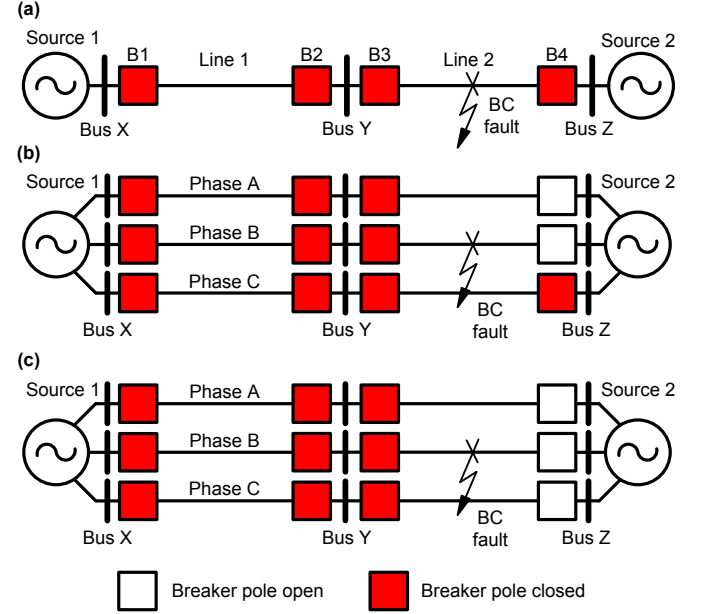 (a)
Source 1
B1
Line 1
B2
B3
Line 2
B4
Source 2
BC
fault
Bus X
Bus Y
Bus Z
(b)
Source 1
Phase A
Source 2
Phase B
Phase C
BC
fault
Bus X
Bus Y
Bus Z
(c)
Source 1
Phase A
Source 2
Phase B
Phase C
BC
fault
Bus X
Bus Y
Bus Z
Breaker pole open
Breaker pole closed